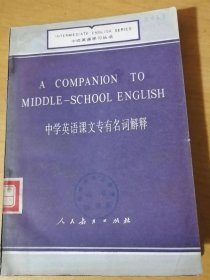 INTERMEDIATE ENGLISH SERIES
中级英语学习丛书
A COMPANION TO
MIDDLE-SCHOOL ENGLISH
中学英语课文专有名词解释
人民教育出版社